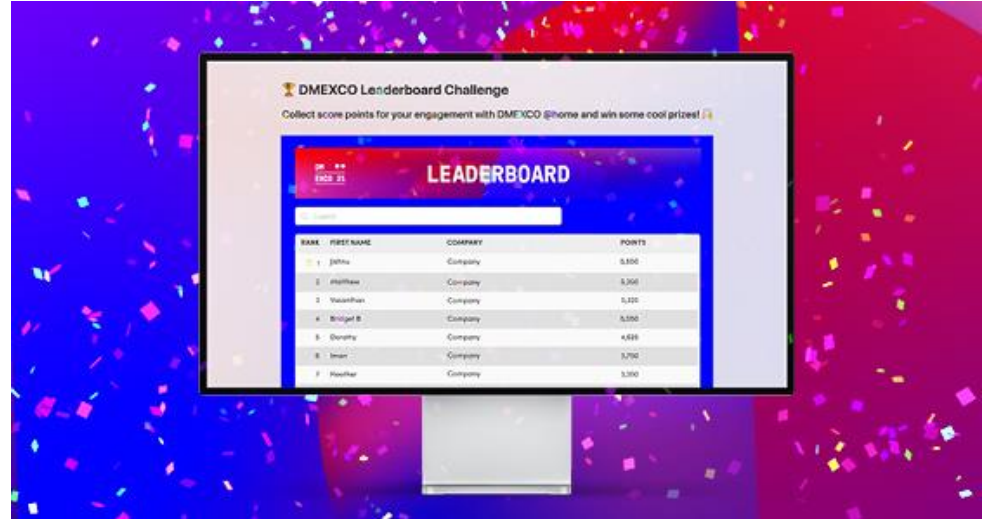 🏆 DMEXCO Leaderboard Challenge
Collect score points for your engagement with DMEXCO @home and win some cool prizes! 🙌
LEADERBOARD
Search
RANK FIRST NAME COMPANY POINTS
1 Company
2 Matthew Company
3 Company
4 Bridget B Company
5 Dorothy Company
6 Iman Company
7 Heather Company